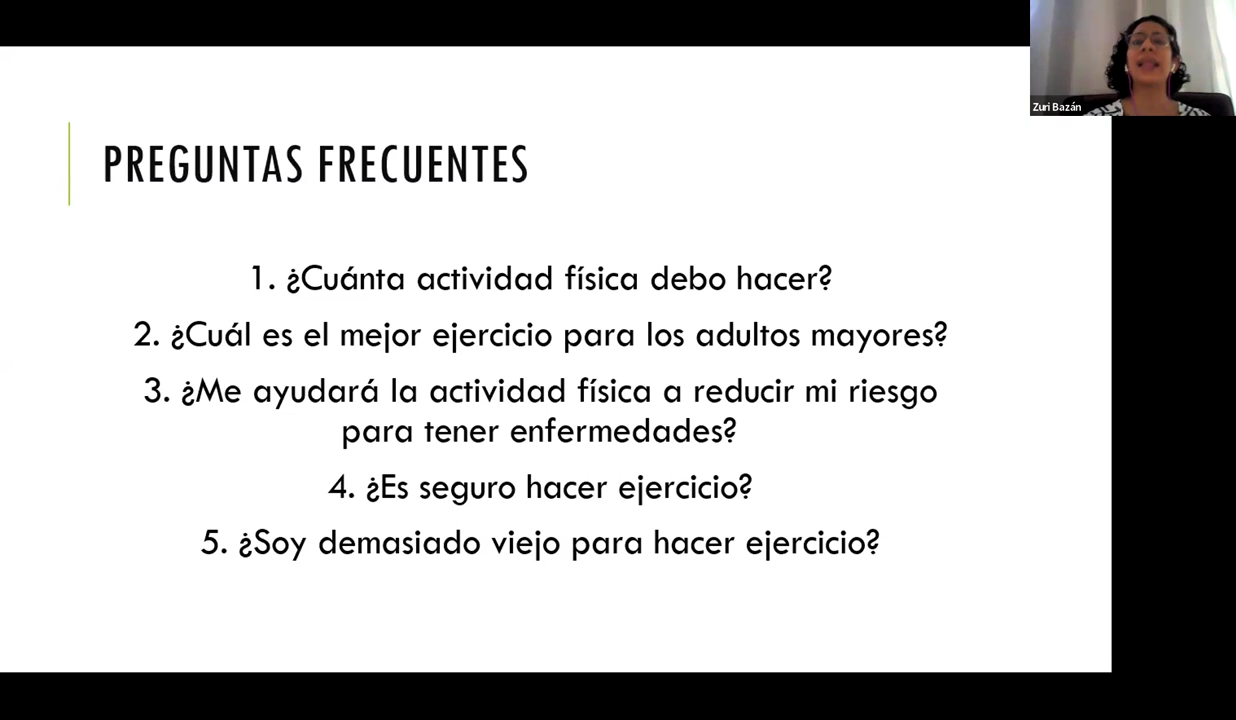 Zuri Bazán
PREGUNTAS FRECUENTES
1. ¿Cuánta actividad física debo hacer?
2. ¿Cuál es el mejor ejercicio para los adultos mayores?
3. ¿Me ayudará la actividad física a reducir mi riesgo
para tener enfermedades?
4. ¿Es seguro hacer ejercicio?
5. ¿Soy demasiado viejo para hacer ejercicio?